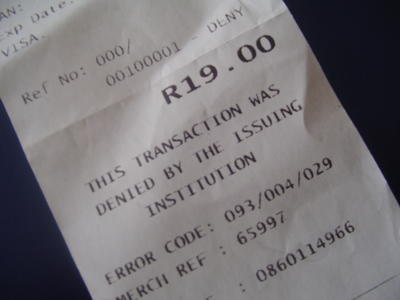 AN:
Exp Date:
VISA.
Ref No: 000/
00100001 - DENY
R19.00
THIS TRANSACTION WAS
DENIED BY THE ISSUING
INSTITUTION
ERROR CODE: 093/004/029
MERCH REF : 65997
: 0860114966